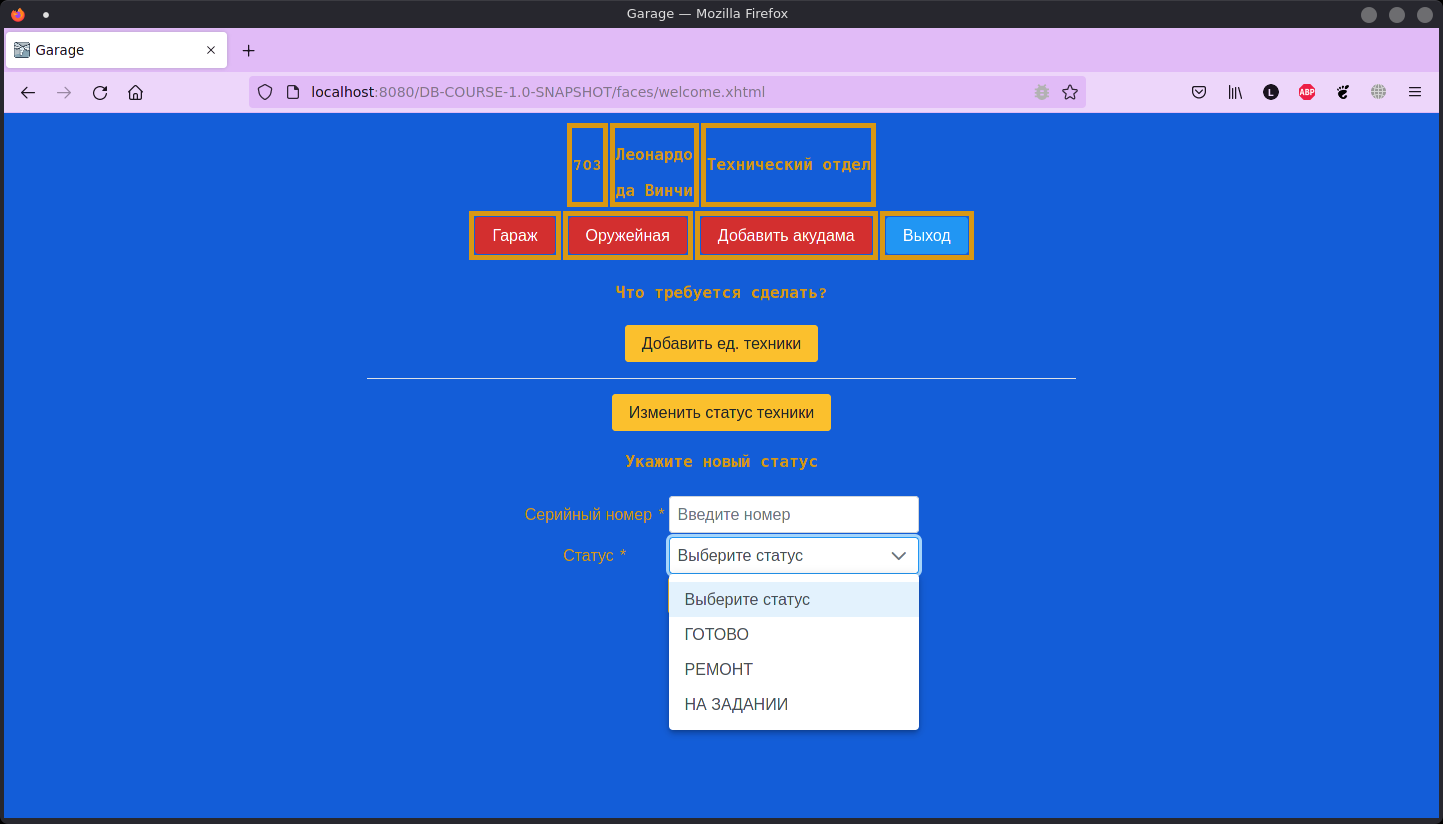 Garage — Mozilla Firefox
Garage
localhost:8080/DB-COURSE-1.0-SNAPSHOT/faces/welcome.xhtml
L
ABP
703
Леонардо
да Винчи
Технический отдел
Гараж
Оружейная
Добавить акудама
Выход
Что требуется сделать?
Добавить ед. техники
Изменить статус техники
Укажите новый статус
Серийный номер *
Введите номер
Статус *
Выберите статус
Выберите статус
ГОТОВО
РЕМОНТ
НА ЗАДАНИИ